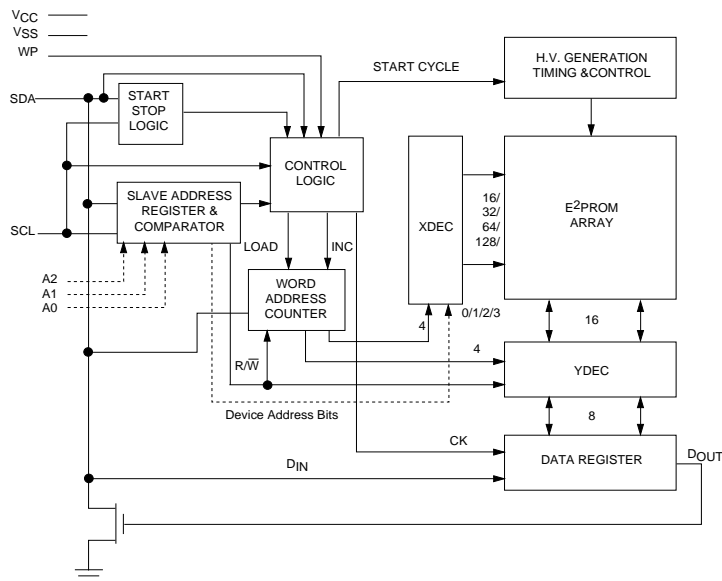 VCC
VSS
WP
SDA
START
STOP
LOGIC
START CYCLE
H.V. GENERATION
TIMING &CONTROL
CONTROL
LOGIC
SLAVE ADDRESS
REGISTER &
COMPARATOR
SCL
XDEC
16/
32/
64/
128/
E²PROM
ARRAY
LOAD
INC
A2
A1
A0
WORD
ADDRESS
COUNTER
0/1/2/3
4
16
R/W̅
4
YDEC
Device Address Bits
8
CK
DATA REGISTER
DOUT
DIN